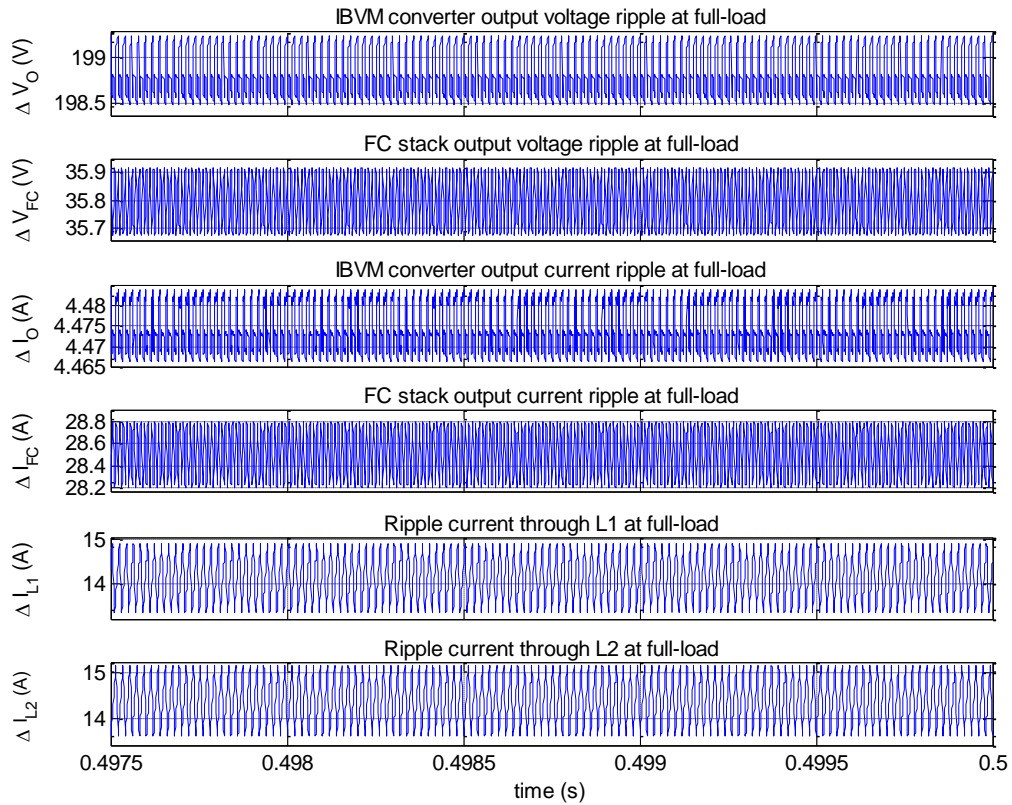 IBVM converter output voltage ripple at full-load
Δ V_O (V)
199
198.5
FC stack output voltage ripple at full-load
Δ V_FC (V)
35.9
35.8
35.7
IBVM converter output current ripple at full-load
Δ I_O (A)
4.48
4.475
4.47
4.465
FC stack output current ripple at full-load
Δ I_FC (A)
28.8
28.6
28.4
28.2
Ripple current through L1 at full-load
Δ I_L1 (A)
15
14
Ripple current through L2 at full-load
Δ I_L2 (A)
15
14
0.4975 0.498 0.4985 0.499 0.4995 0.5
time (s)